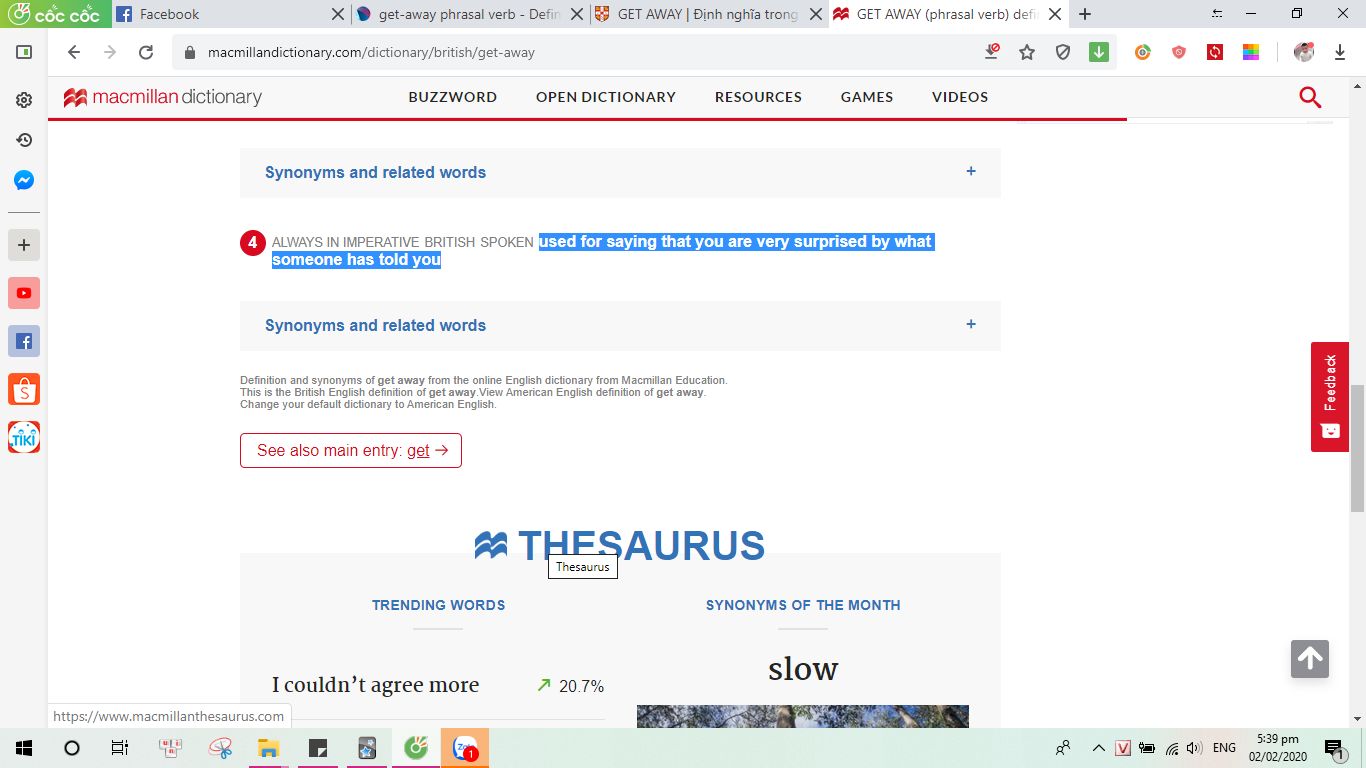 cốc cốc
Facebook
get-away phrasal verb - Defin
GET AWAY | Định nghĩa trong
GET AWAY (phrasal verb) defi
macmillandictionary.com/dictionary/british/get-away
macmillan dictionary
BUZZWORD
OPEN DICTIONARY
RESOURCES
GAMES
VIDEOS
Synonyms and related words +
4 ALWAYS IN IMPERATIVE BRITISH SPOKEN used for saying that you are very surprised by what
someone has told you
Synonyms and related words +
Definition and synonyms of get away from the online English dictionary from Macmillan Education.
This is the British English definition of get away.View American English definition of get away.
Change your default dictionary to American English.
See also main entry: get →
Feedback
TIKI
THESAURUS
Thesaurus
TRENDING WORDS
SYNONYMS OF THE MONTH
I couldn’t agree more
20.7%
slow
https://www.macmillanthesaurus.com
1
V
ENG
5:39 pm
02/02/2020
1